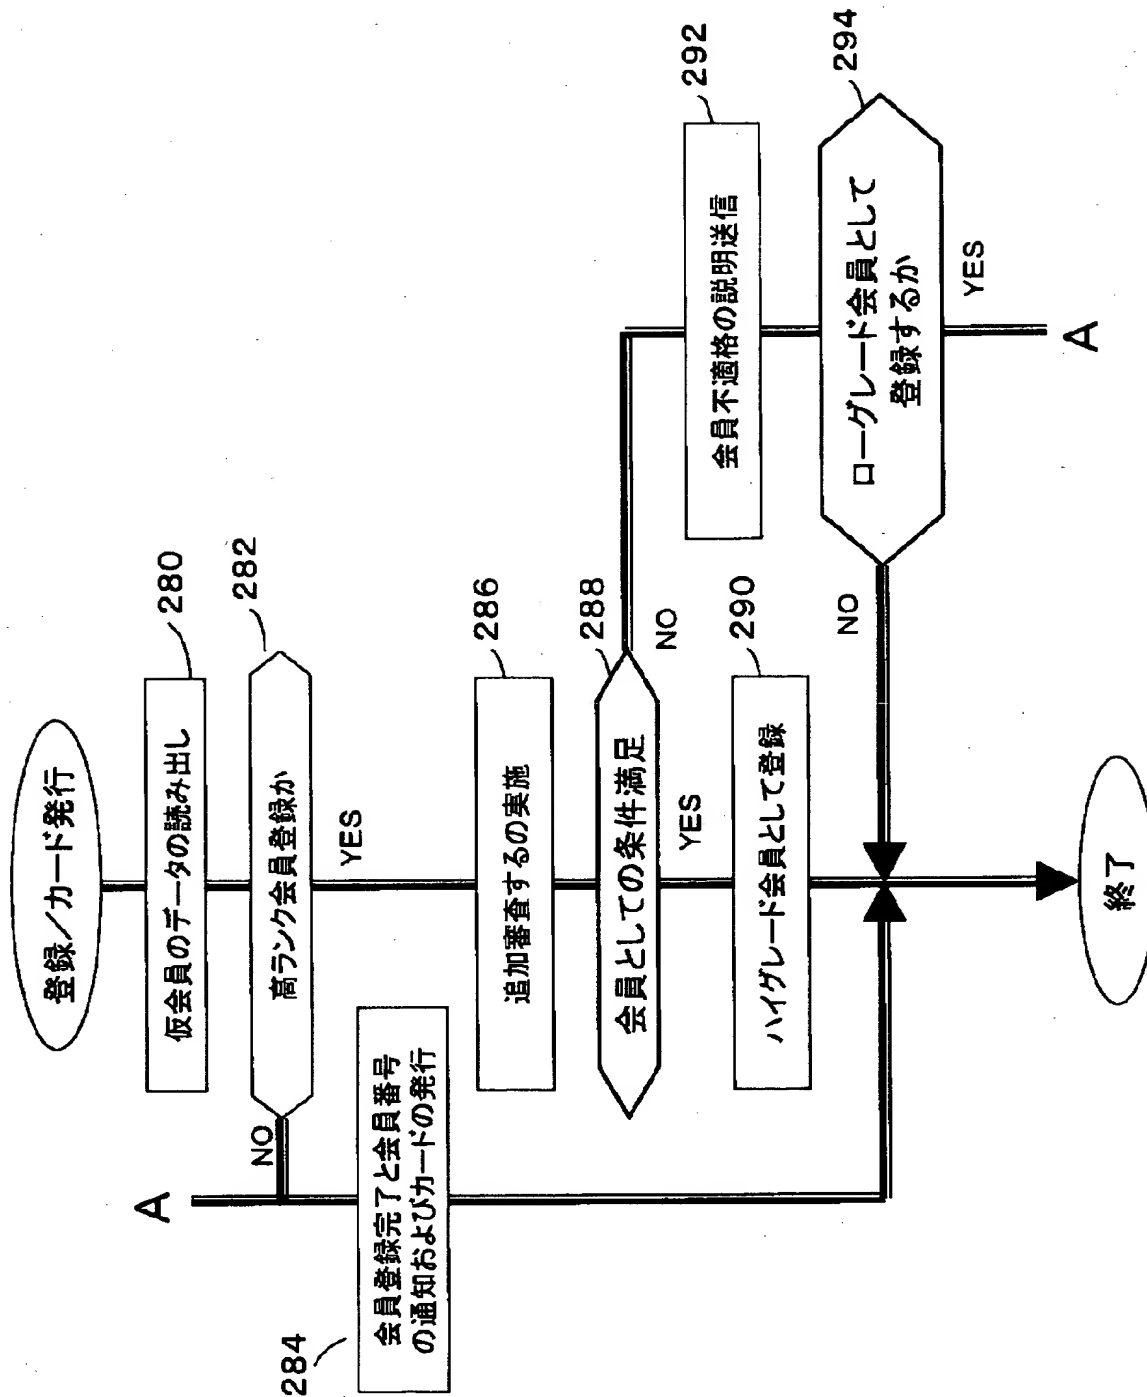 登録／カード発行
仮会員のデータの読み出し
280
高ランク会員登録か
282
NO
YES
A
会員登録完了と会員番号
の通知およびカードの発行
284
追加審査するの実施
286
会員としての条件満足
288
NO
YES
ハイグレード会員として登録
290
会員不適格の説明送信
292
ローグレード会員として
登録するか
294
NO
YES
A
終了